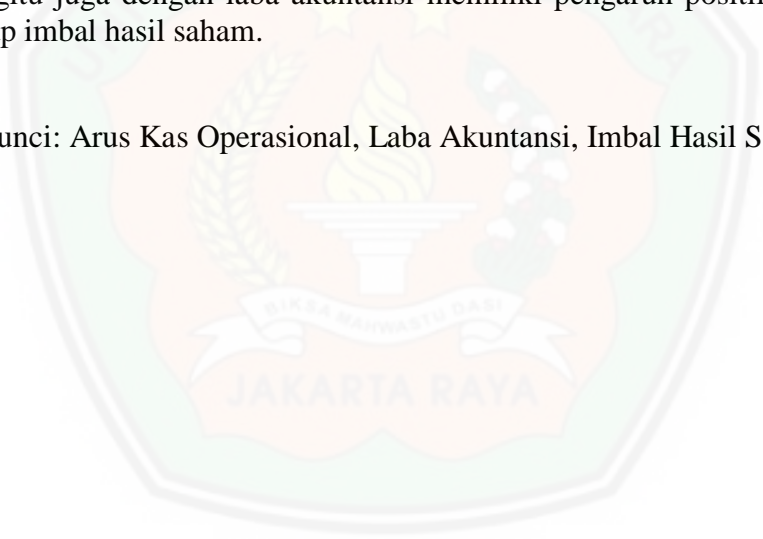 gitu juga dengan laba akuntansi memiliki pengaruh positif
p imbal hasil saham.
unci: Arus Kas Operasional, Laba Akuntansi, Imbal Hasil S
BIKSA MAHWASTU DASI
JAKARTA RAYA